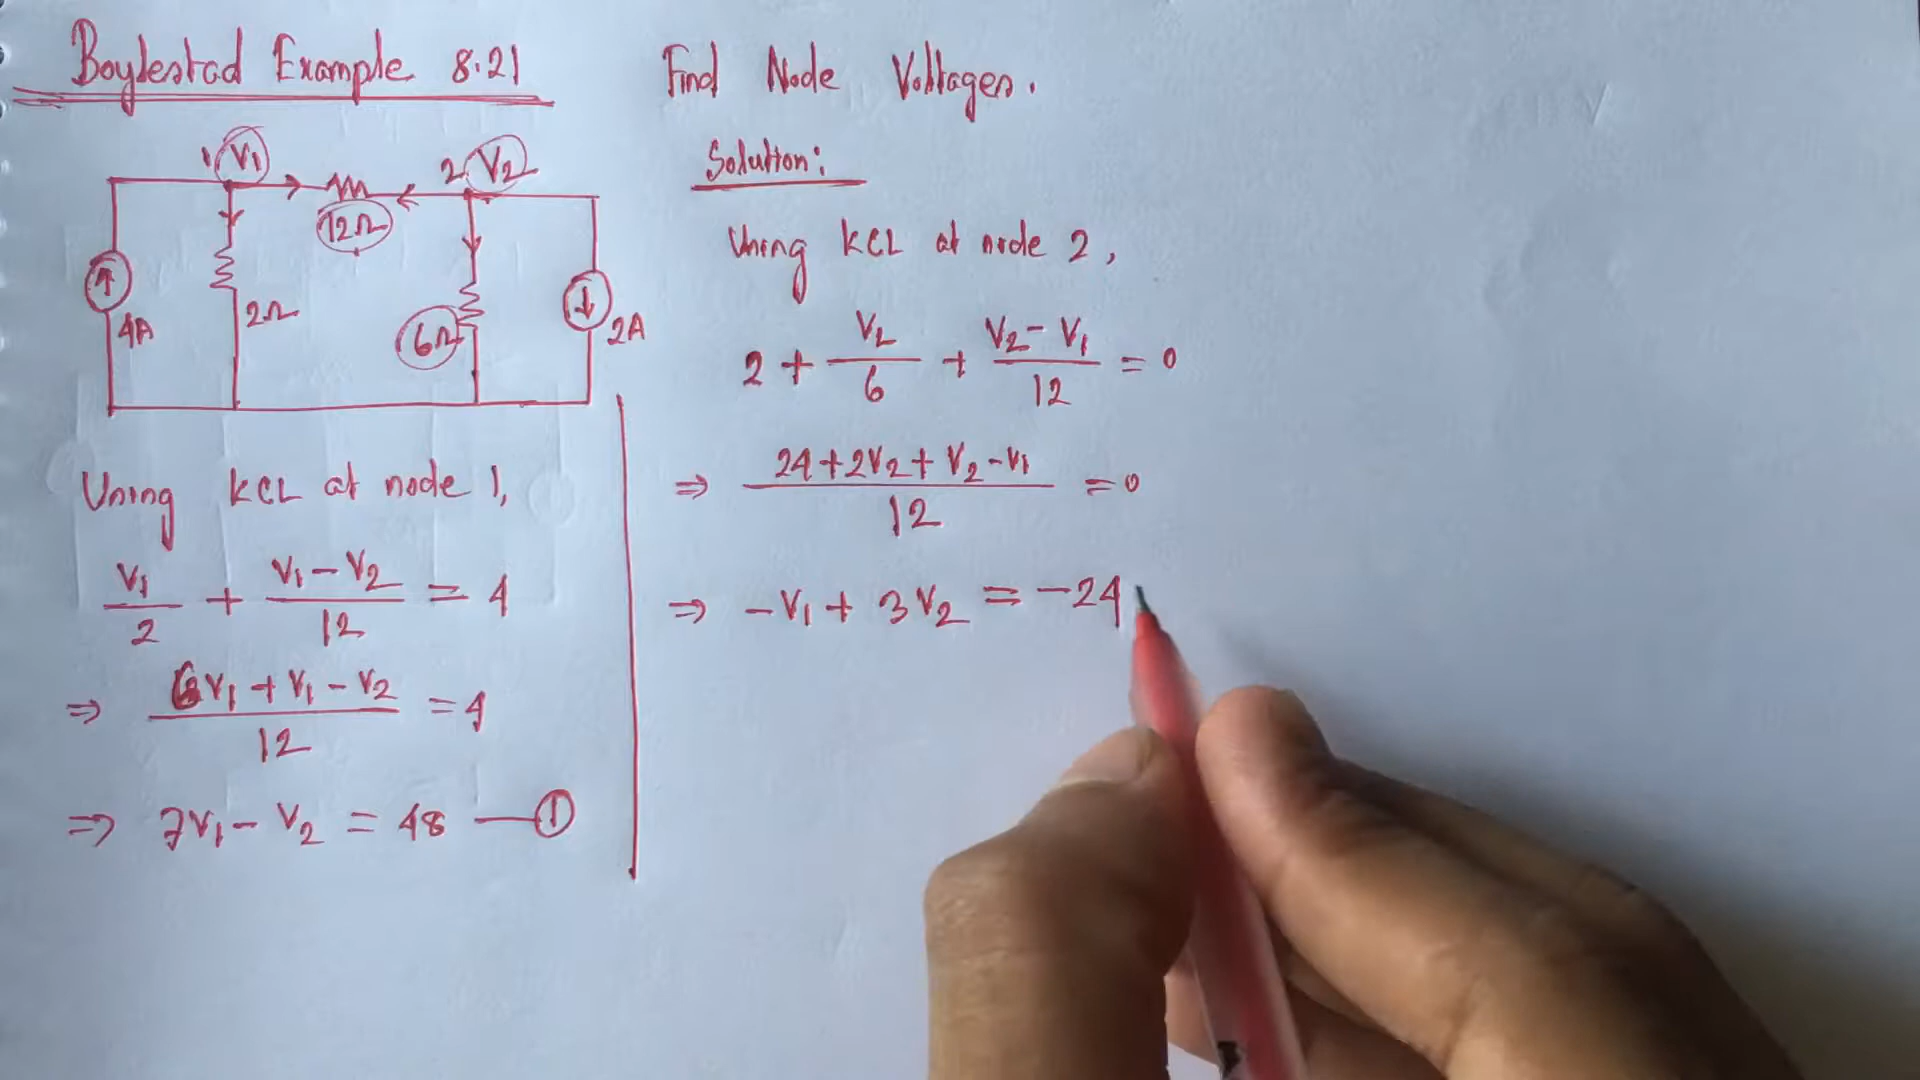 Boylestad Example 8.21
Find Node Voltages.
1 V1
2 V2
12Ω
4A
2Ω
6Ω
2A
Using KCL at node 1,
V1/2 + V1 - V2/12 = 4
⇒ 6V1 + V1 - V2/12 = 4
⇒ 7V1 - V2 = 48 — ①
Solution:
Using KCL at node 2,
2 + V2/6 + V2 - V1/12 = 0
⇒ 24 + 2V2 + V2 - V1/12 = 0
⇒ -V1 + 3V2 = -24